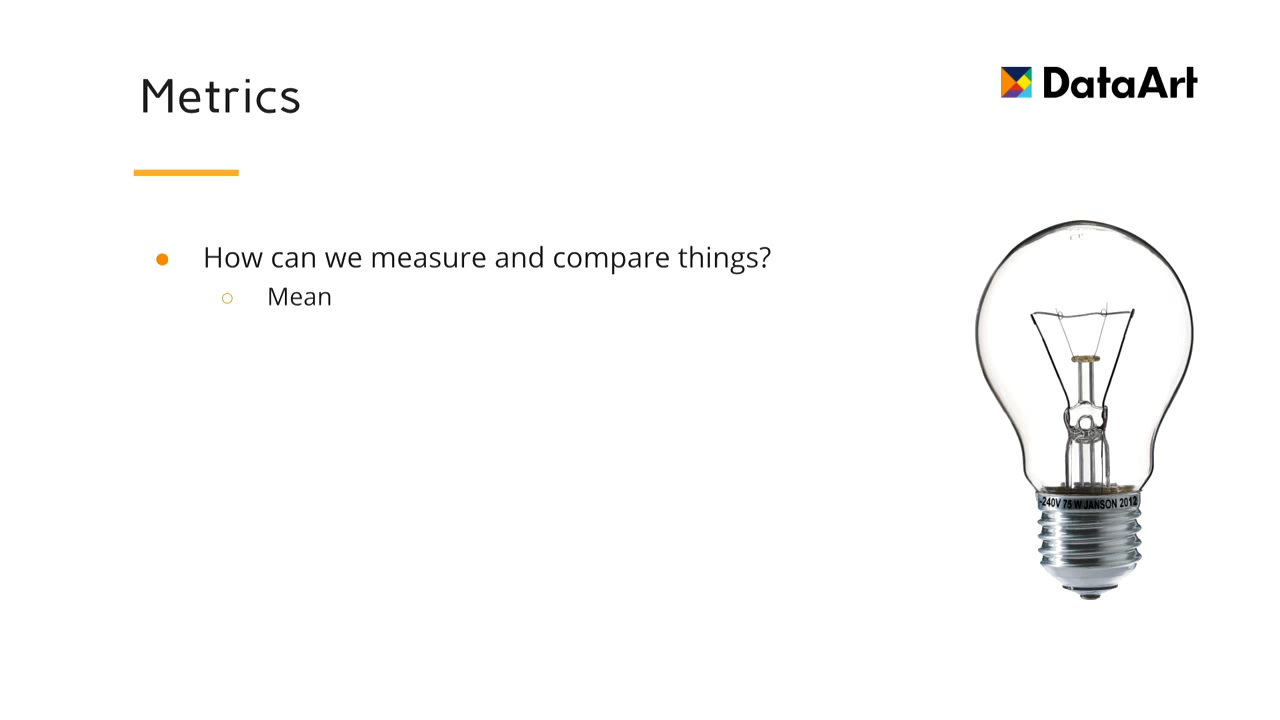 Metrics
DataArt
How can we measure and compare things?
Mean
~240V 75 W JANSON 2012